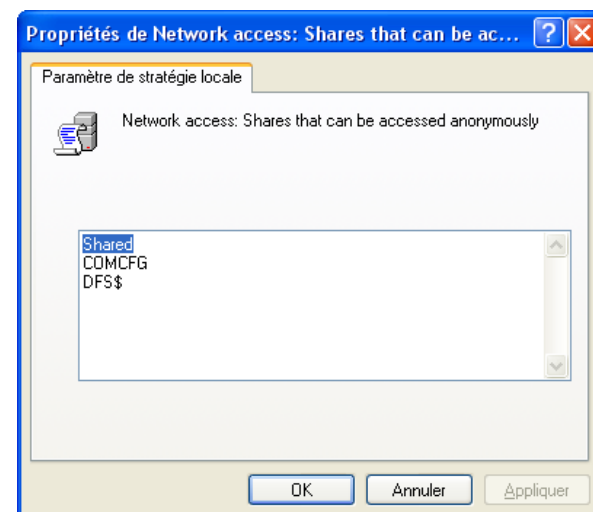 Propriétés de Network access: Shares that can be ac...
Paramètre de stratégie locale
Network access: Shares that can be accessed anonymously
Shared
COMCFG
DFS$
OK
Annuler
Appliquer